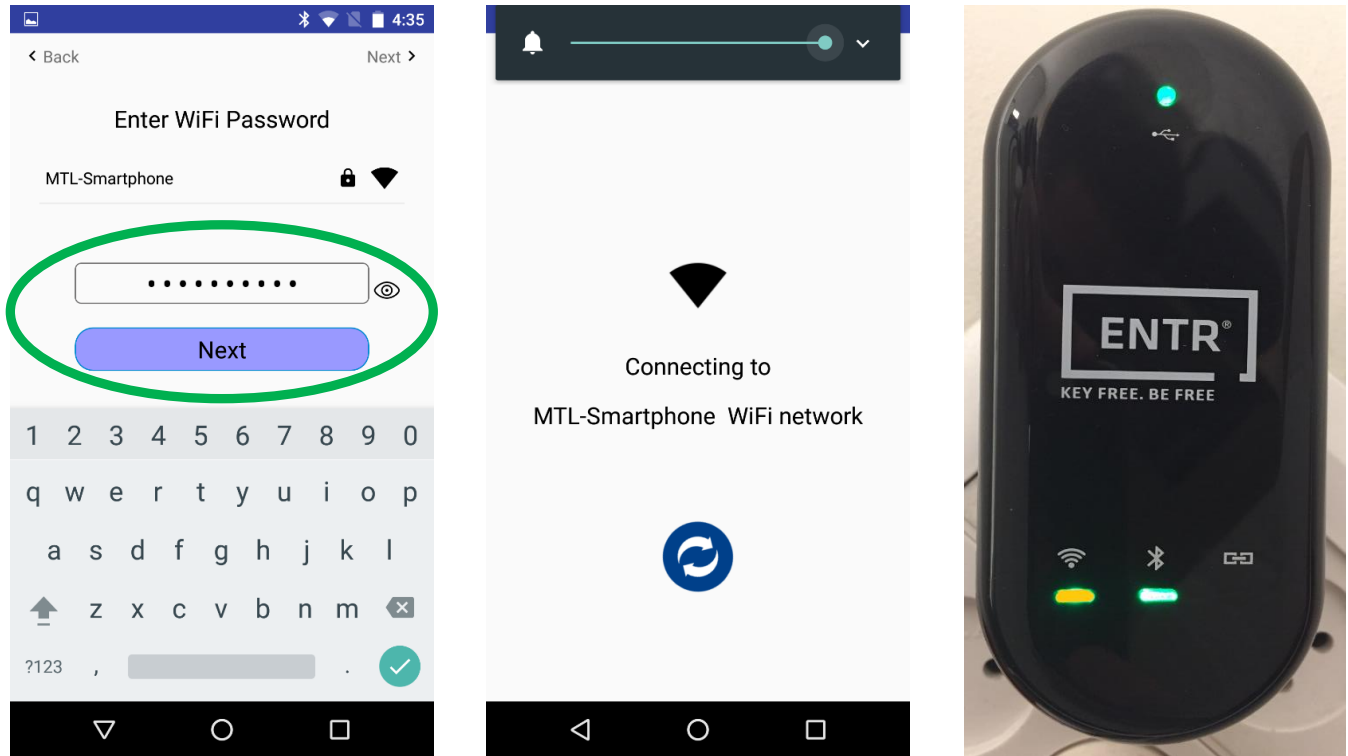 4:35
Back
Next
Enter WiFi Password
MTL-Smartphone
Next
1 2 3 4 5 6 7 8 9 0
q w e r t y u i o p
a s d f g h j k l
z x c v b n m
?123 , .
Connecting to
MTL-Smartphone WiFi network
ENTR®
KEY FREE. BE FREE